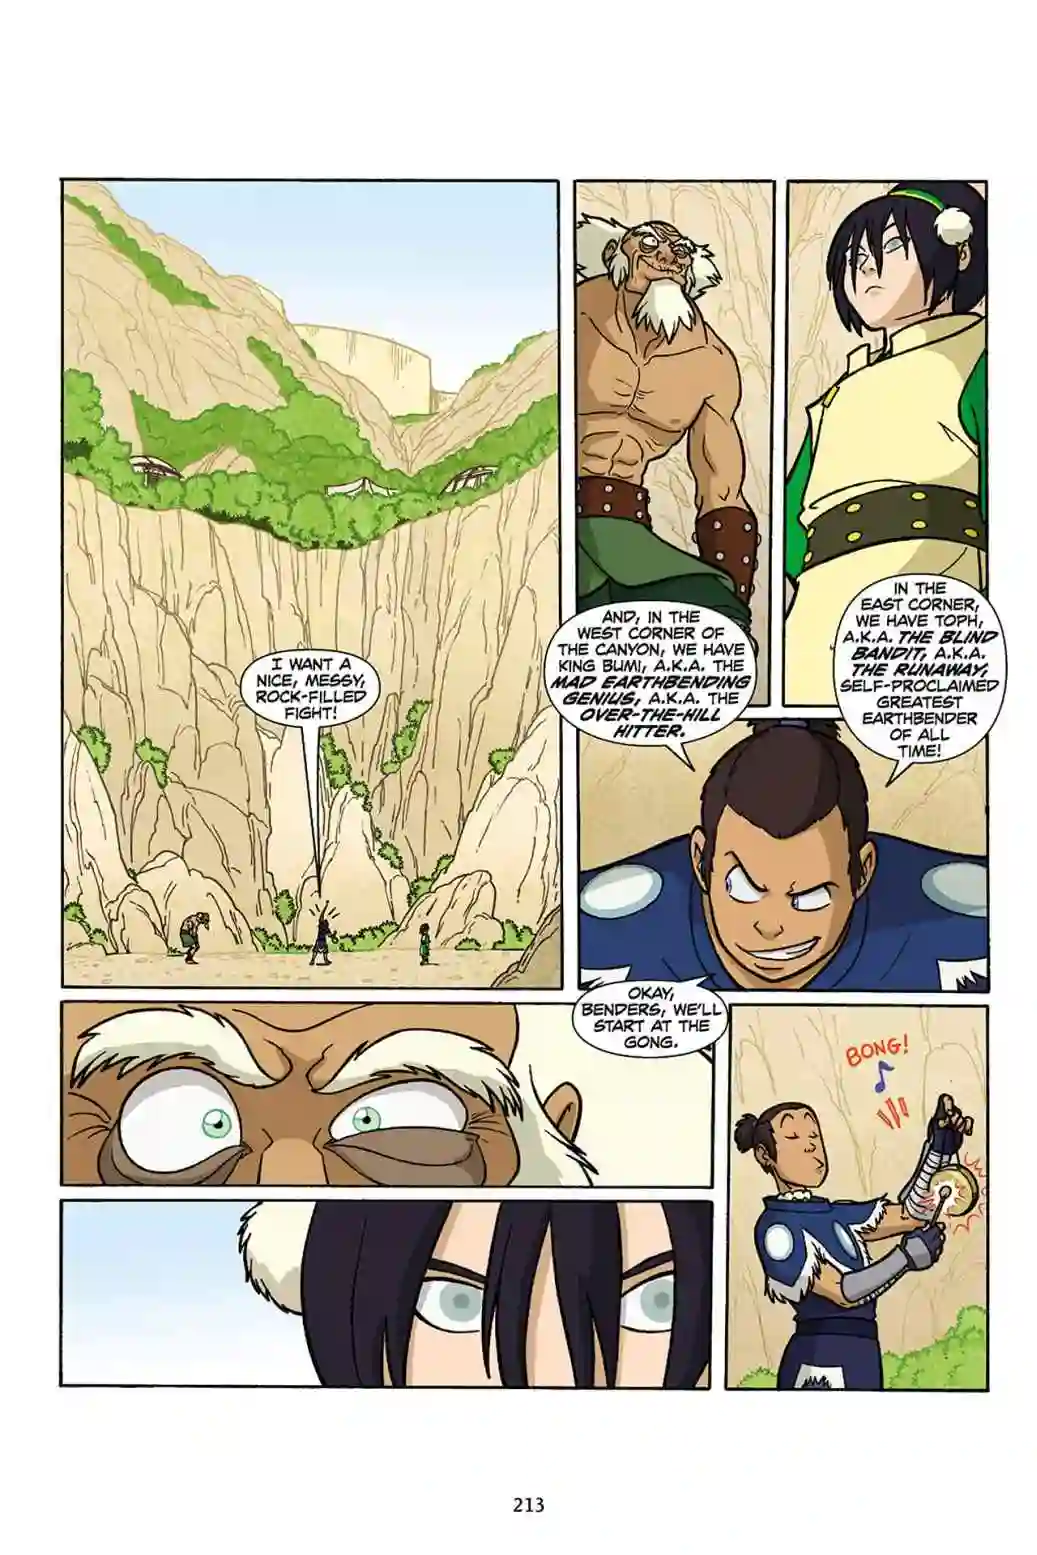 I WANT A
NICE, MESSY,
ROCK-FILLED
FIGHT!
IN THE
EAST CORNER,
WE HAVE TOPH,
A.K.A. THE BLIND
BANDIT, A.K.A.
THE RUNAWAY,
SELF-PROCLAIMED
GREATEST
EARTHBENDER
OF ALL
TIME!
AND, IN THE
WEST CORNER OF
THE CANYON, WE HAVE
KING BUMI, A.K.A. THE
MAD EARTHBENDING
GENIUS, A.K.A. THE
OVER-THE-HILL
HITTER.
OKAY,
BENDERS, WE'LL
START AT THE
GONG.
BONG!
213